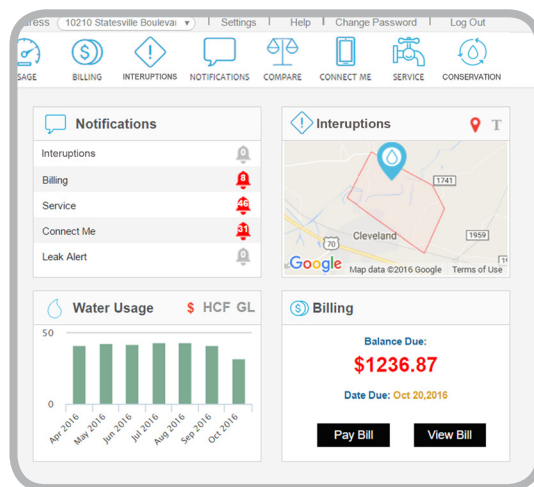 10210 Statesville Settings Help Change Password Log Out
BILLING INTERUPTIONS NOTIFICATIONS COMPARE CONNECT ME SERVICE CONSERVATION
Notifications
Interuptions 0
Billing 8
Service 46
Connect Me 31
Leak Alert 0
Interuptions T
1741
Cleveland
1959
70
Google Map data ©2016 Google Terms of Use
Water Usage $ HCF GL
50
0
Apr 2016 May 2016 Jun 2016 Jul 2016 Aug 2016 Sep 2016 Oct 2016
Billing
Balance Due:
$1236.87
Date Due: Oct 20,2016
Pay Bill View Bill